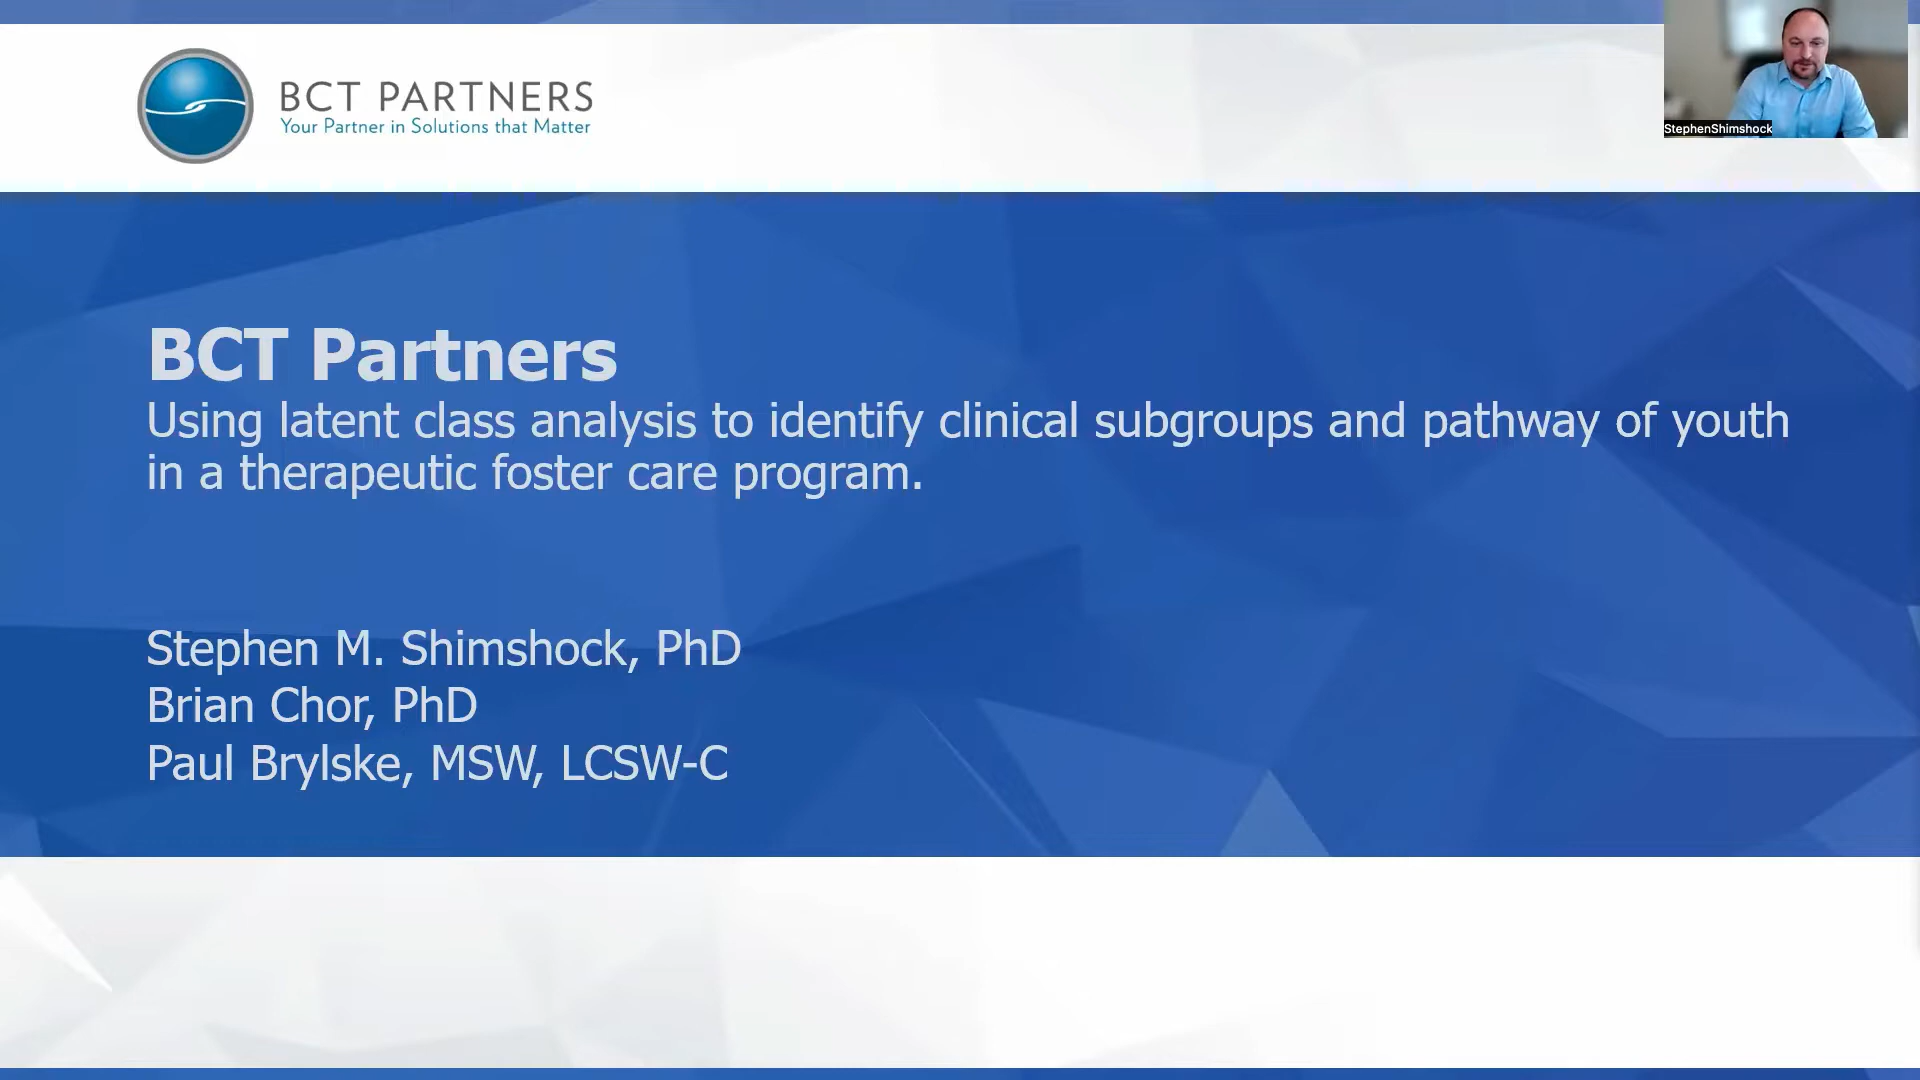 BCT PARTNERS
Your Partner in Solutions that Matter
StephenShimshock
BCT Partners
Using latent class analysis to identify clinical subgroups and pathway of youth
in a therapeutic foster care program.
Stephen M. Shimshock, PhD
Brian Chor, PhD
Paul Brylske, MSW, LCSW-C